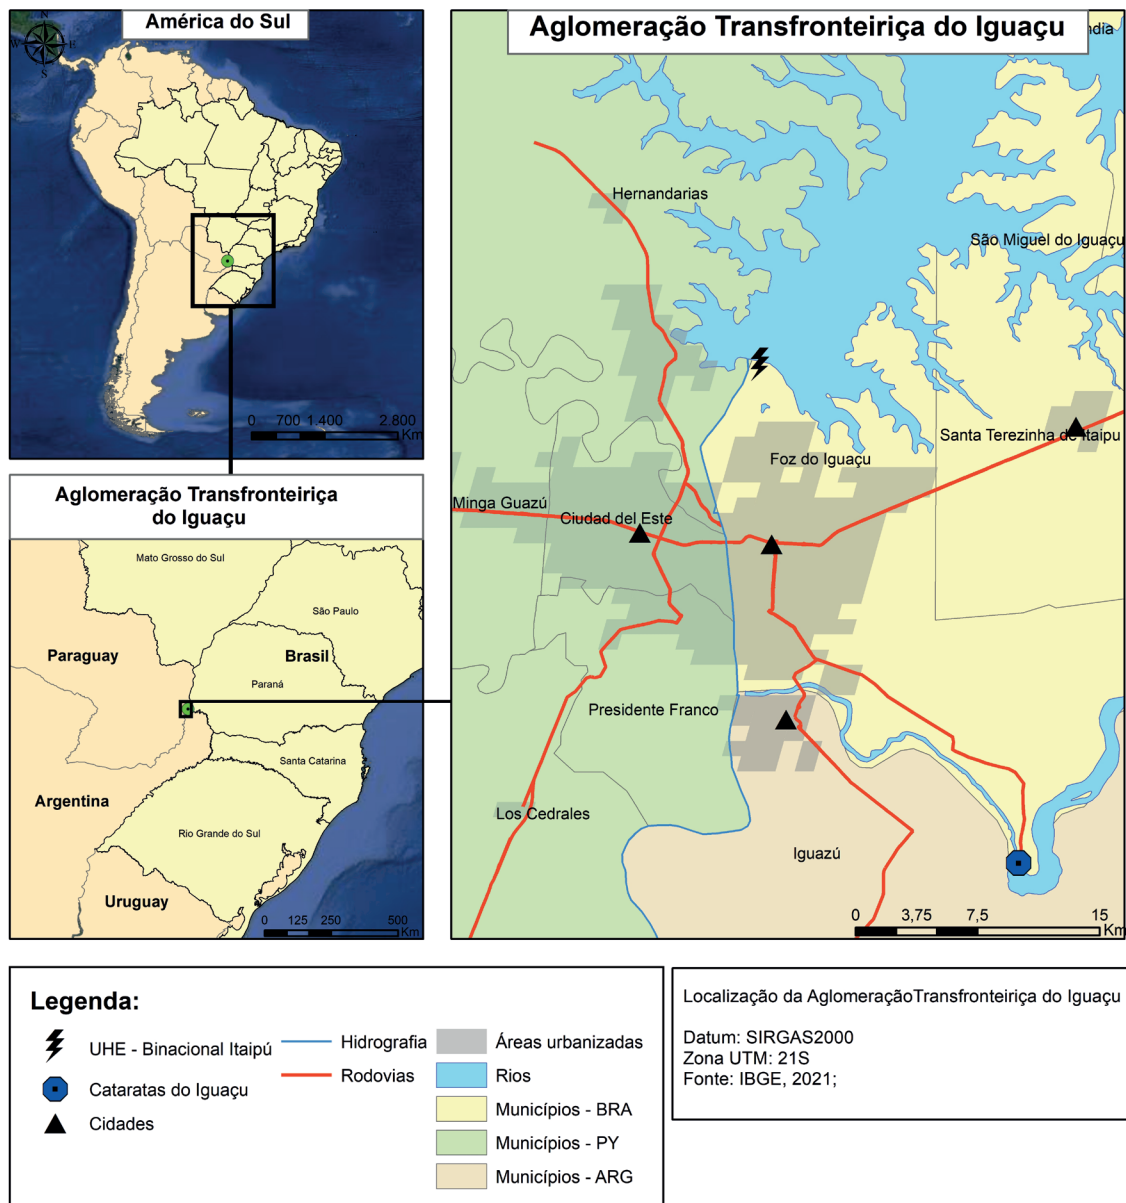 América do Sul
N
W
E
S
0 700 1.400 2.800
Km
Aglomeração Transfronteiriça
do Iguaçu
Mato Grosso do Sul
São Paulo
Paraguay
Brasil
Paraná
Santa Catarina
Argentina
Rio Grande do Sul
Uruguay
0 125 250 500
Km
Aglomeração Transfronteiriça do Iguaçu
ndia
Hernandarias
São Miguel do Iguaçu
Santa Terezinha de Itaipu
Foz do Iguaçu
Minga Guazú
Ciudad del Este
Presidente Franco
Los Cedrales
Iguazú
0 3,75 7,5 15
Km
Legenda:
UHE - Binacional Itaipú
Cataratas do Iguaçu
Cidades
Hidrografia
Rodovias
Áreas urbanizadas
Rios
Municípios - BRA
Municípios - PY
Municípios - ARG
Localização da AglomeraçãoTransfronteiriça do Iguaçu
Datum: SIRGAS2000
Zona UTM: 21S
Fonte: IBGE, 2021;